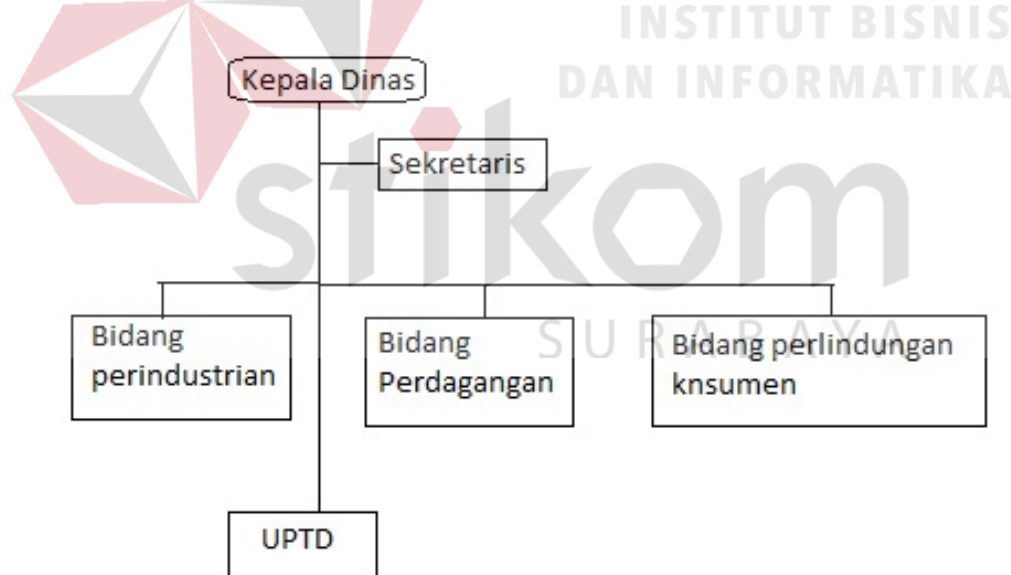 INSTITUT BISNIS
DAN INFORMATIKA
Kepala Dinas
Sekretaris
stikom
SURABAYA
Bidang
perindustrian
Bidang
Perdagangan
Bidang perlindungan
knsumen
UPTD